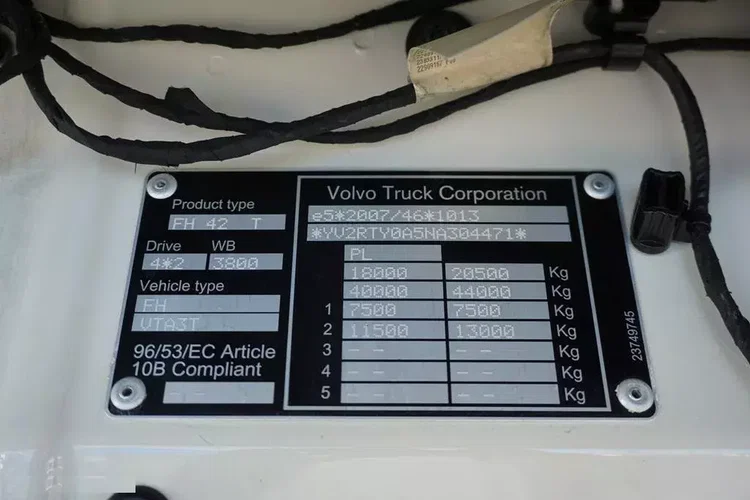 Volvo Truck Corporation
Product type
FH 42 T
Drive WB
4*2 3800
Vehicle type
FH
VTA3T
96/53/EC Article
10B Compliant
-- --
e5*2007/46*1013
*YV2RTY0A5NA304471*
PL
18000 20500 Kg
40000 44000 Kg
1 7500 7500 Kg
2 11500 13000 Kg
3 -- -- -- -- Kg
4 -- -- -- -- Kg
5 -- -- -- -- Kg
23749745